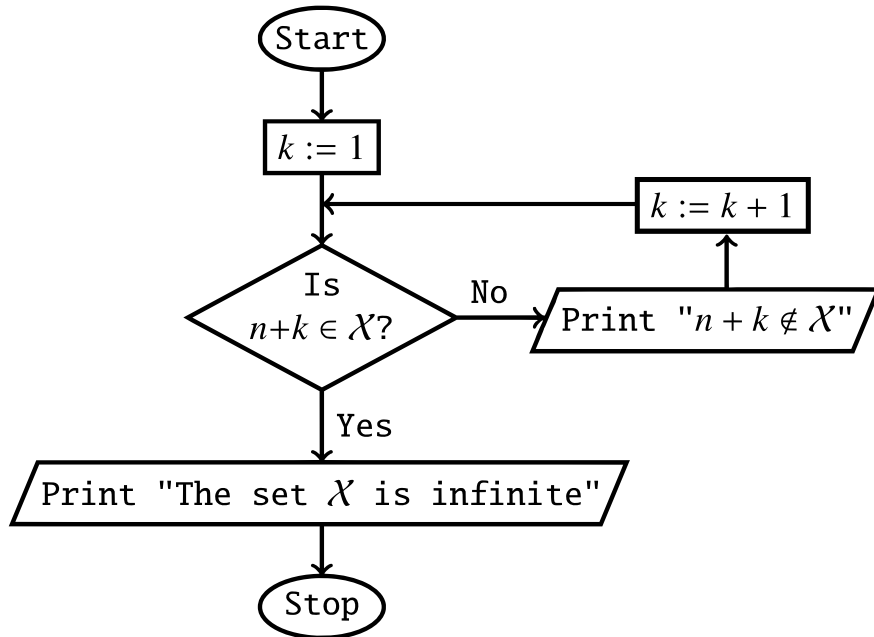 Start
k := 1
k := k + 1
Is
n+k ∈ 𝒳?
No
Print "n + k ∉ 𝒳"
Yes
Print "The set 𝒳 is infinite"
Stop